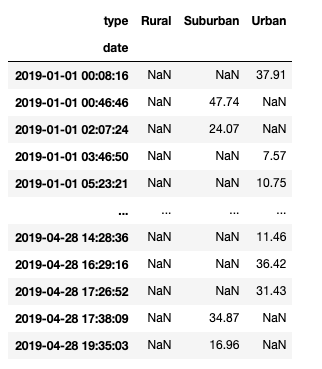 type Rural Suburban Urban
date
2019-01-01 00:08:16 NaN NaN 37.91
2019-01-01 00:46:46 NaN 47.74 NaN
2019-01-01 02:07:24 NaN 24.07 NaN
2019-01-01 03:46:50 NaN NaN 7.57
2019-01-01 05:23:21 NaN NaN 10.75
... ... ... ...
2019-04-28 14:28:36 NaN NaN 11.46
2019-04-28 16:29:16 NaN NaN 36.42
2019-04-28 17:26:52 NaN NaN 31.43
2019-04-28 17:38:09 NaN 34.87 NaN
2019-04-28 19:35:03 NaN 16.96 NaN